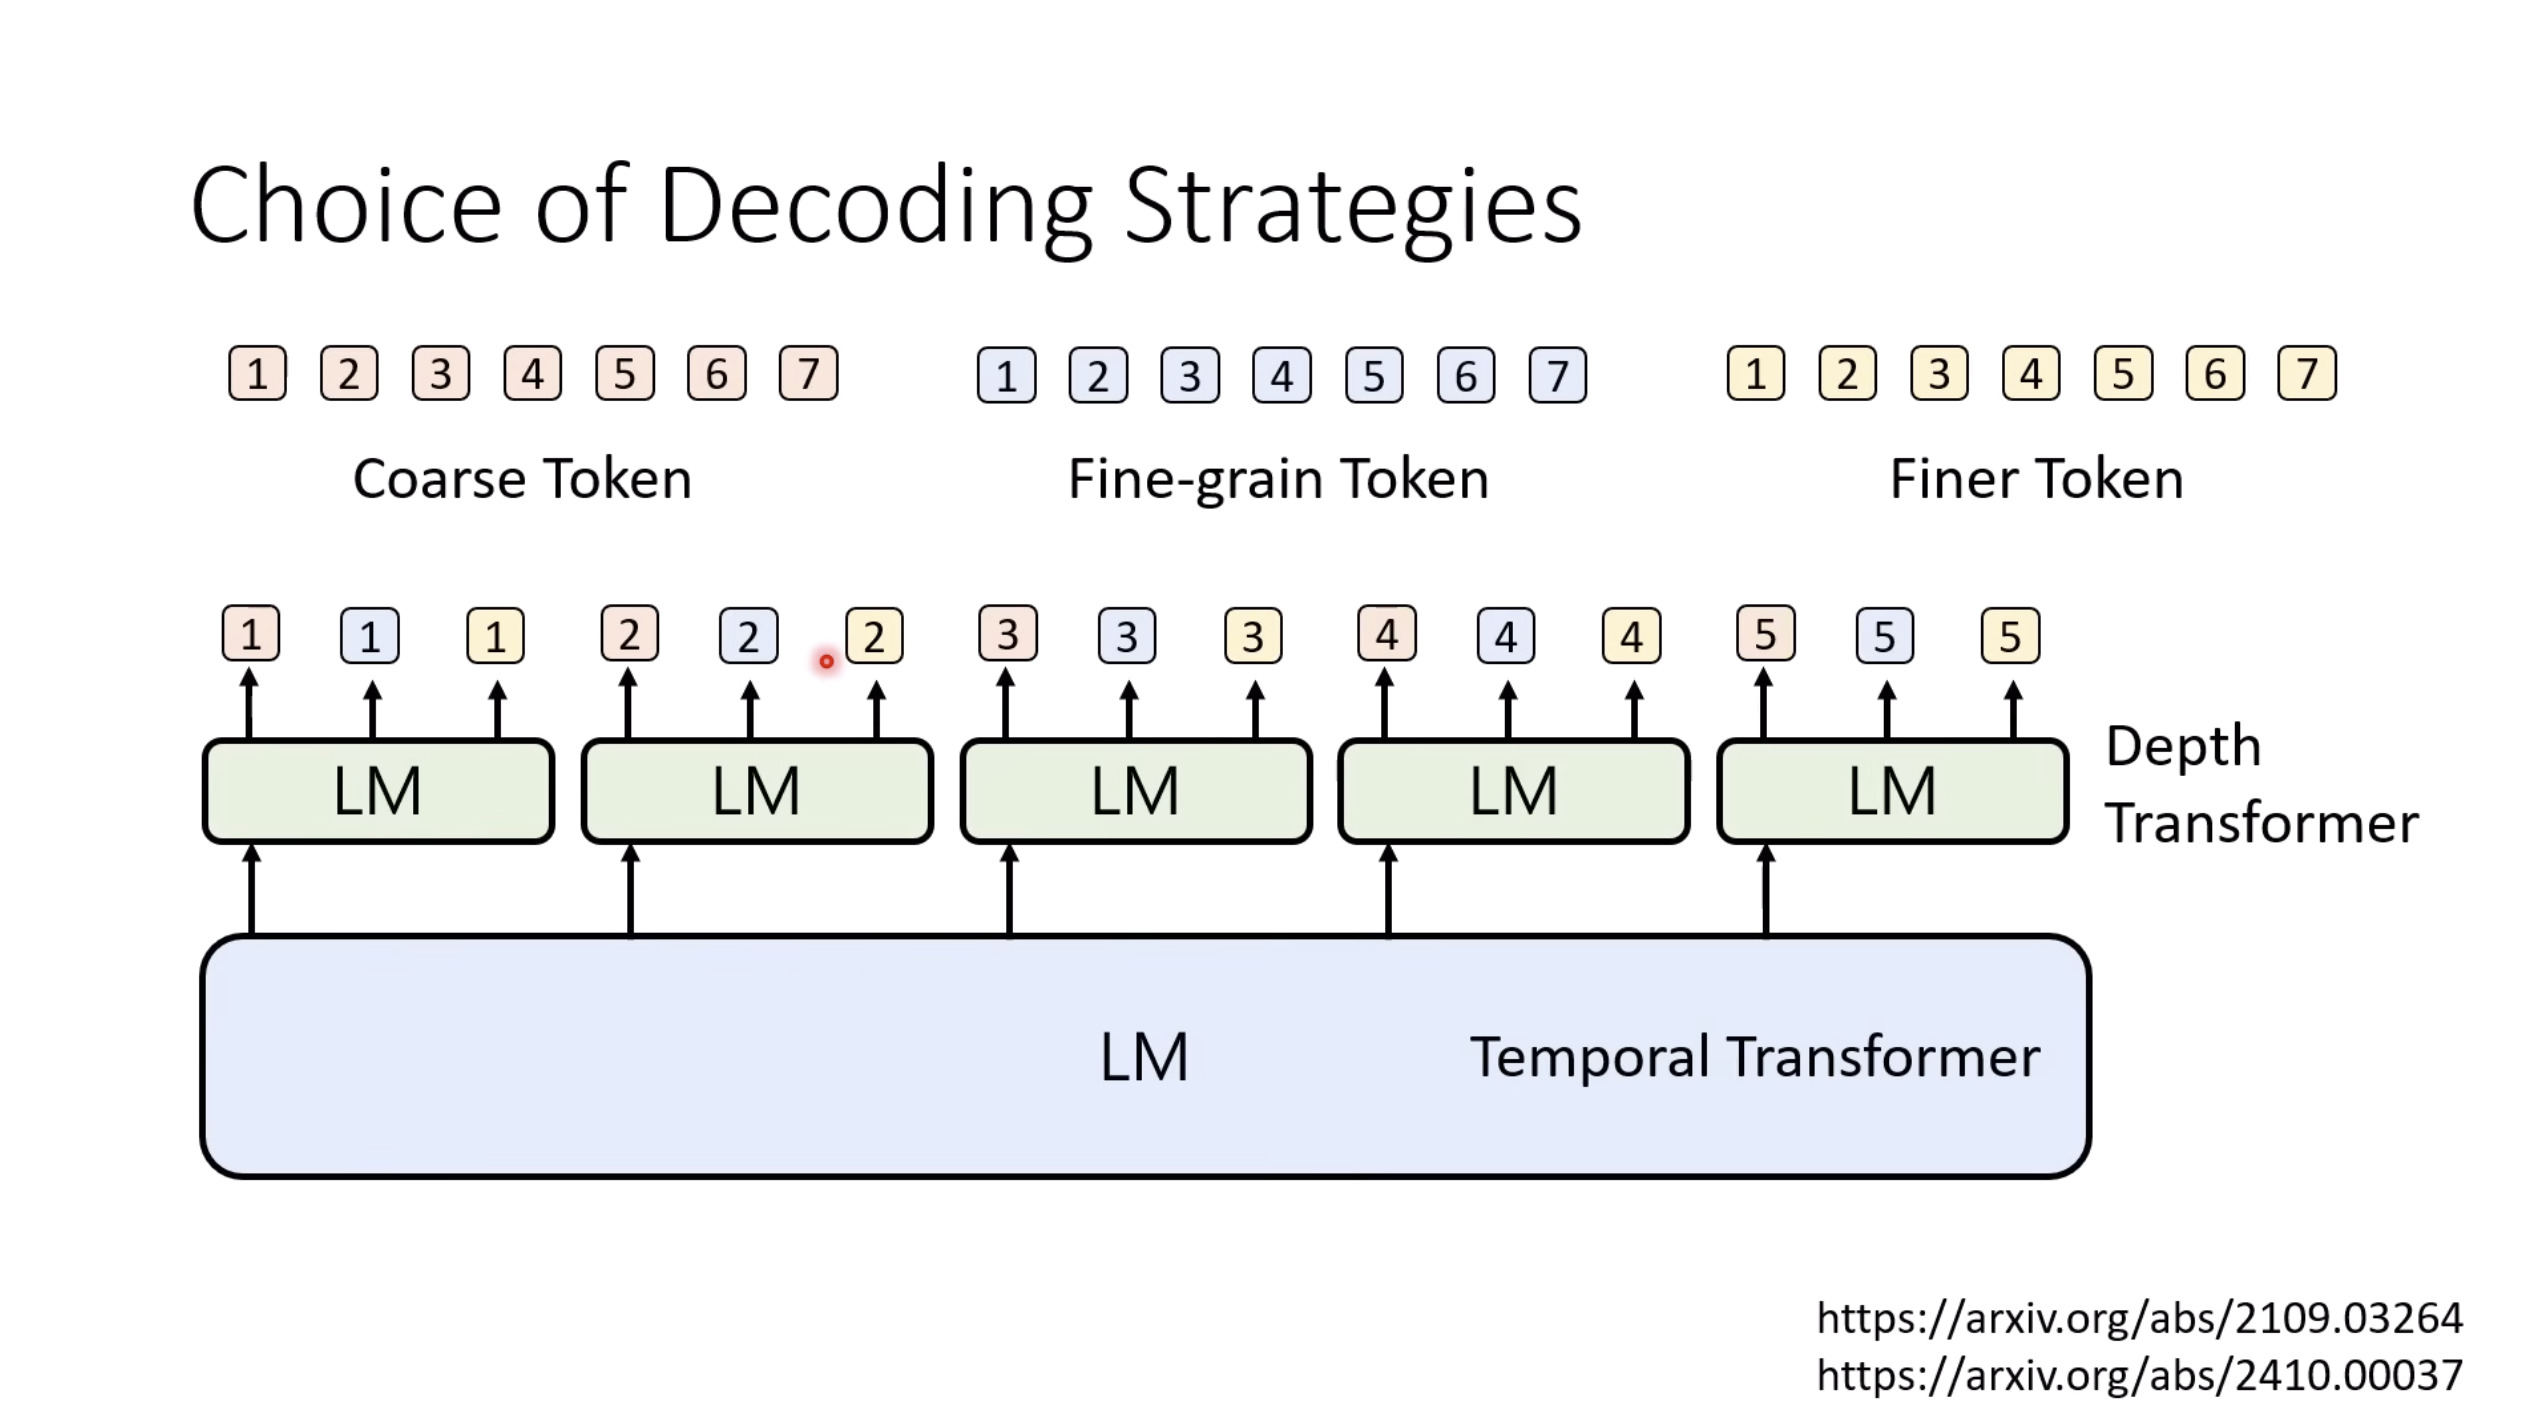 Choice of Decoding Strategies
1 2 3 4 5 6 7 1 2 3 4 5 6 7 1 2 3 4 5 6 7
Coarse Token Fine-grain Token Finer Token
1 1 1 2 2 2 3 3 3 4 4 4 5 5 5
LM LM LM LM LM
Depth
Transformer
LM Temporal Transformer
https://arxiv.org/abs/2109.03264
https://arxiv.org/abs/2410.00037